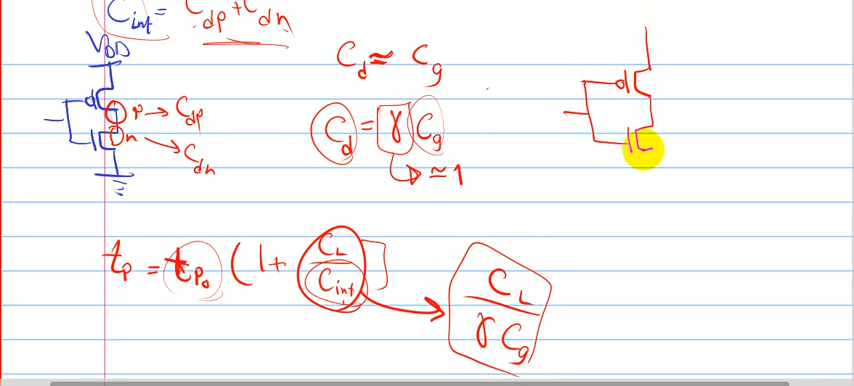 C_int = C_dp + C_dn
VDD
C_d ≃ C_g
P → C_dp
C_d = γ C_g
n → C_dn
≃ 1
t_p = t_p0 ( 1 + C_L / C_int )
C_L / γ C_g